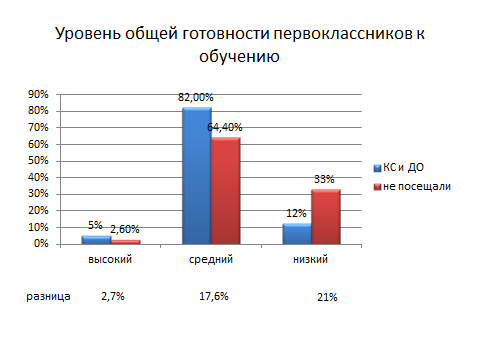 Уровень общей готовности первоклассников к
обучению
90%
80%
70%
60%
50%
40%
30%
20%
10%
0%
5%
2,60%
82,00%
64,40%
12%
33%
высокий средний низкий
КС и ДО
не посещали
разница 2,7% 17,6% 21%